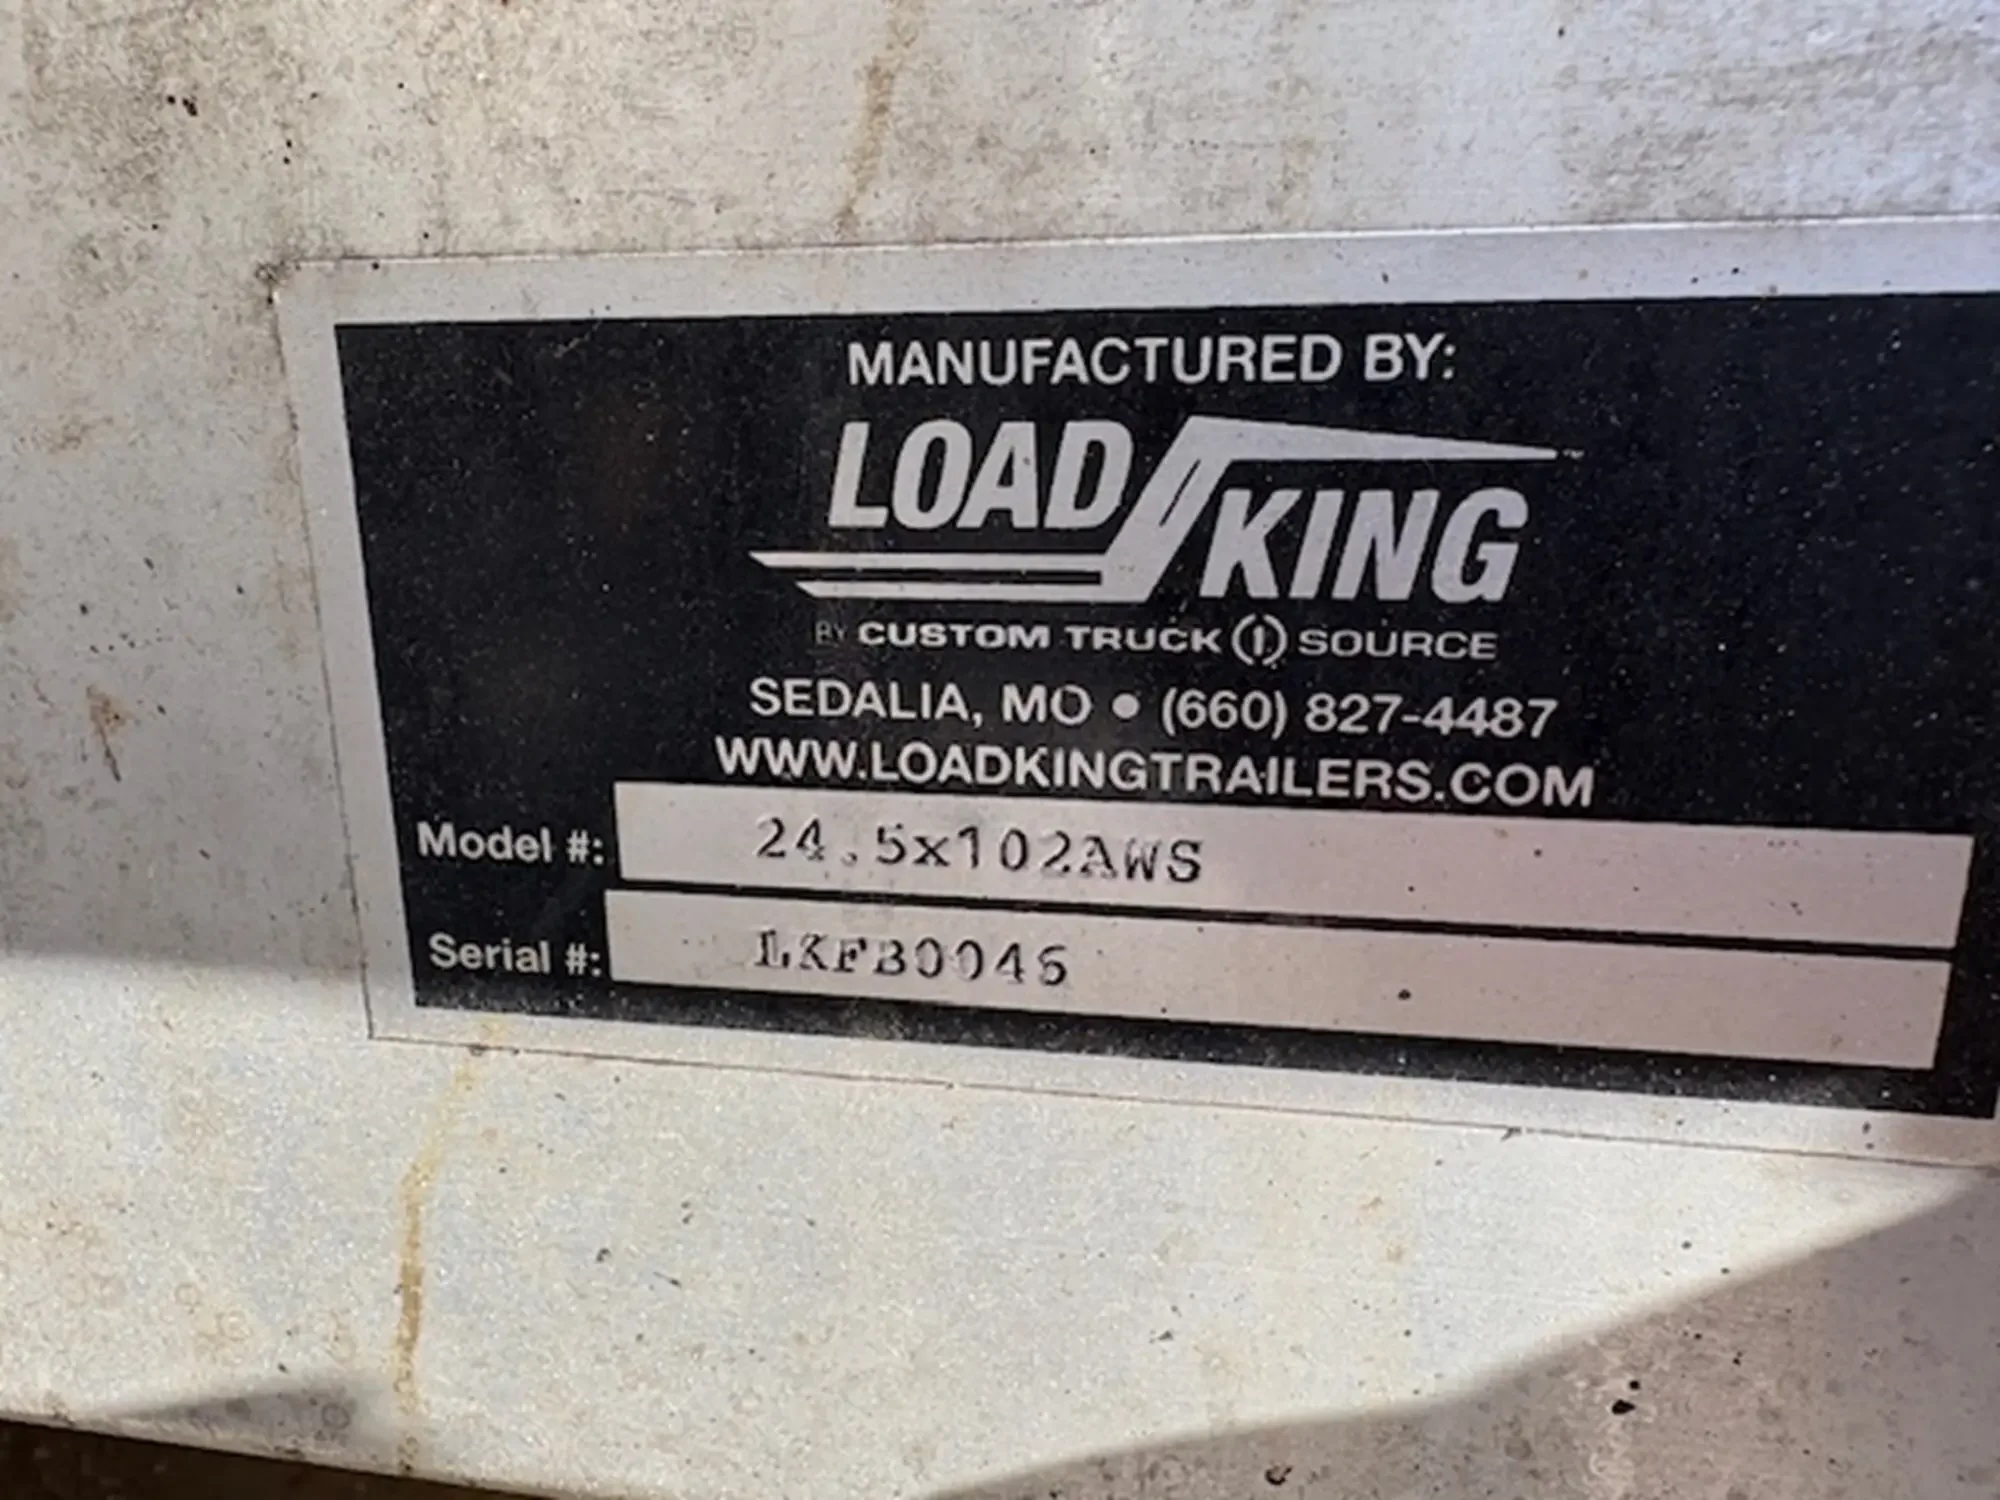 MANUFACTURED BY:
LOAD KING
BY CUSTOM TRUCK (1) SOURCE
SEDALIA, MO • (660) 827-4487
WWW.LOADKINGTRAILERS.COM
Model #: 24.5x102AWS
Serial #: LKFB0046